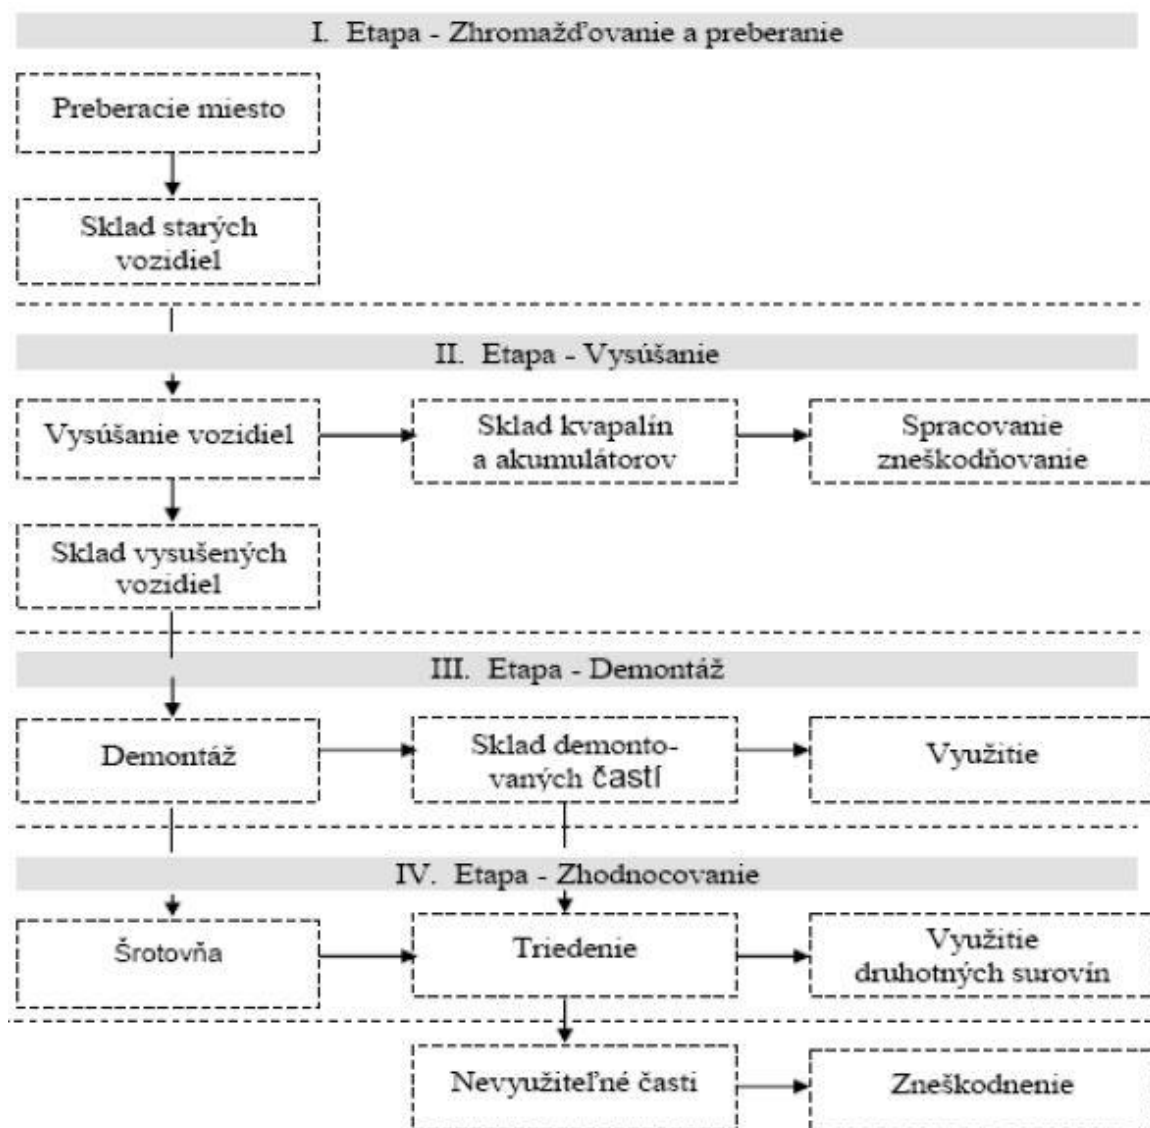 I. Etapa - Zhromažďovanie a preberanie
Preberacie miesto
Sklad starých
vozidiel
II. Etapa - Vysúšanie
Vysúšanie vozidiel
Sklad kvapalín
a akumulátorov
Spracovanie
zneškodňovanie
Sklad vysušených
vozidiel
III. Etapa - Demontáž
Demontáž
Sklad demonto-
vaných častí
Využitie
IV. Etapa - Zhodnocovanie
Šrotovňa
Triedenie
Využitie
druhotných surovín
Nevyužiteľné časti
Zneškodnenie